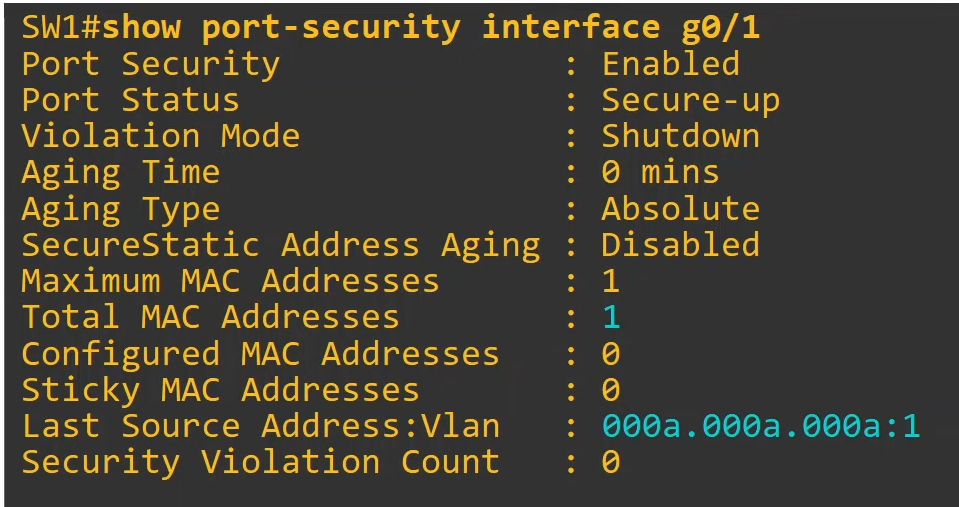 SW1#show port-security interface g0/1
Port Security              : Enabled
Port Status                : Secure-up
Violation Mode             : Shutdown
Aging Time                 : 0 mins
Aging Type                 : Absolute
SecureStatic Address Aging : Disabled
Maximum MAC Addresses      : 1
Total MAC Addresses        : 1
Configured MAC Addresses   : 0
Sticky MAC Addresses       : 0
Last Source Address:Vlan   : 000a.000a.000a:1
Security Violation Count   : 0